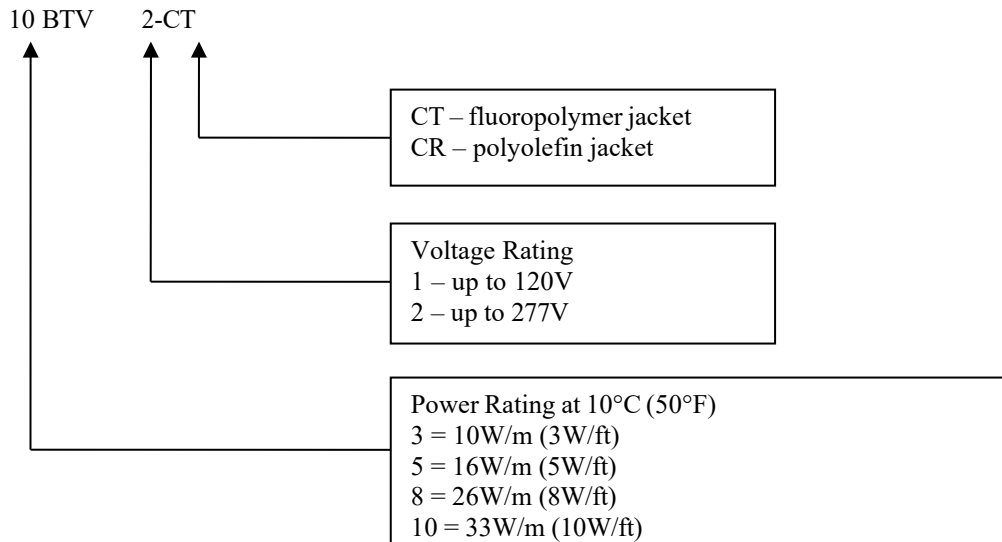 10 BTV 2-CT
CT – fluoropolymer jacket
CR – polyolefin jacket
Voltage Rating
1 – up to 120V
2 – up to 277V
Power Rating at 10°C (50°F)
3 = 10W/m (3W/ft)
5 = 16W/m (5W/ft)
8 = 26W/m (8W/ft)
10 = 33W/m (10W/ft)